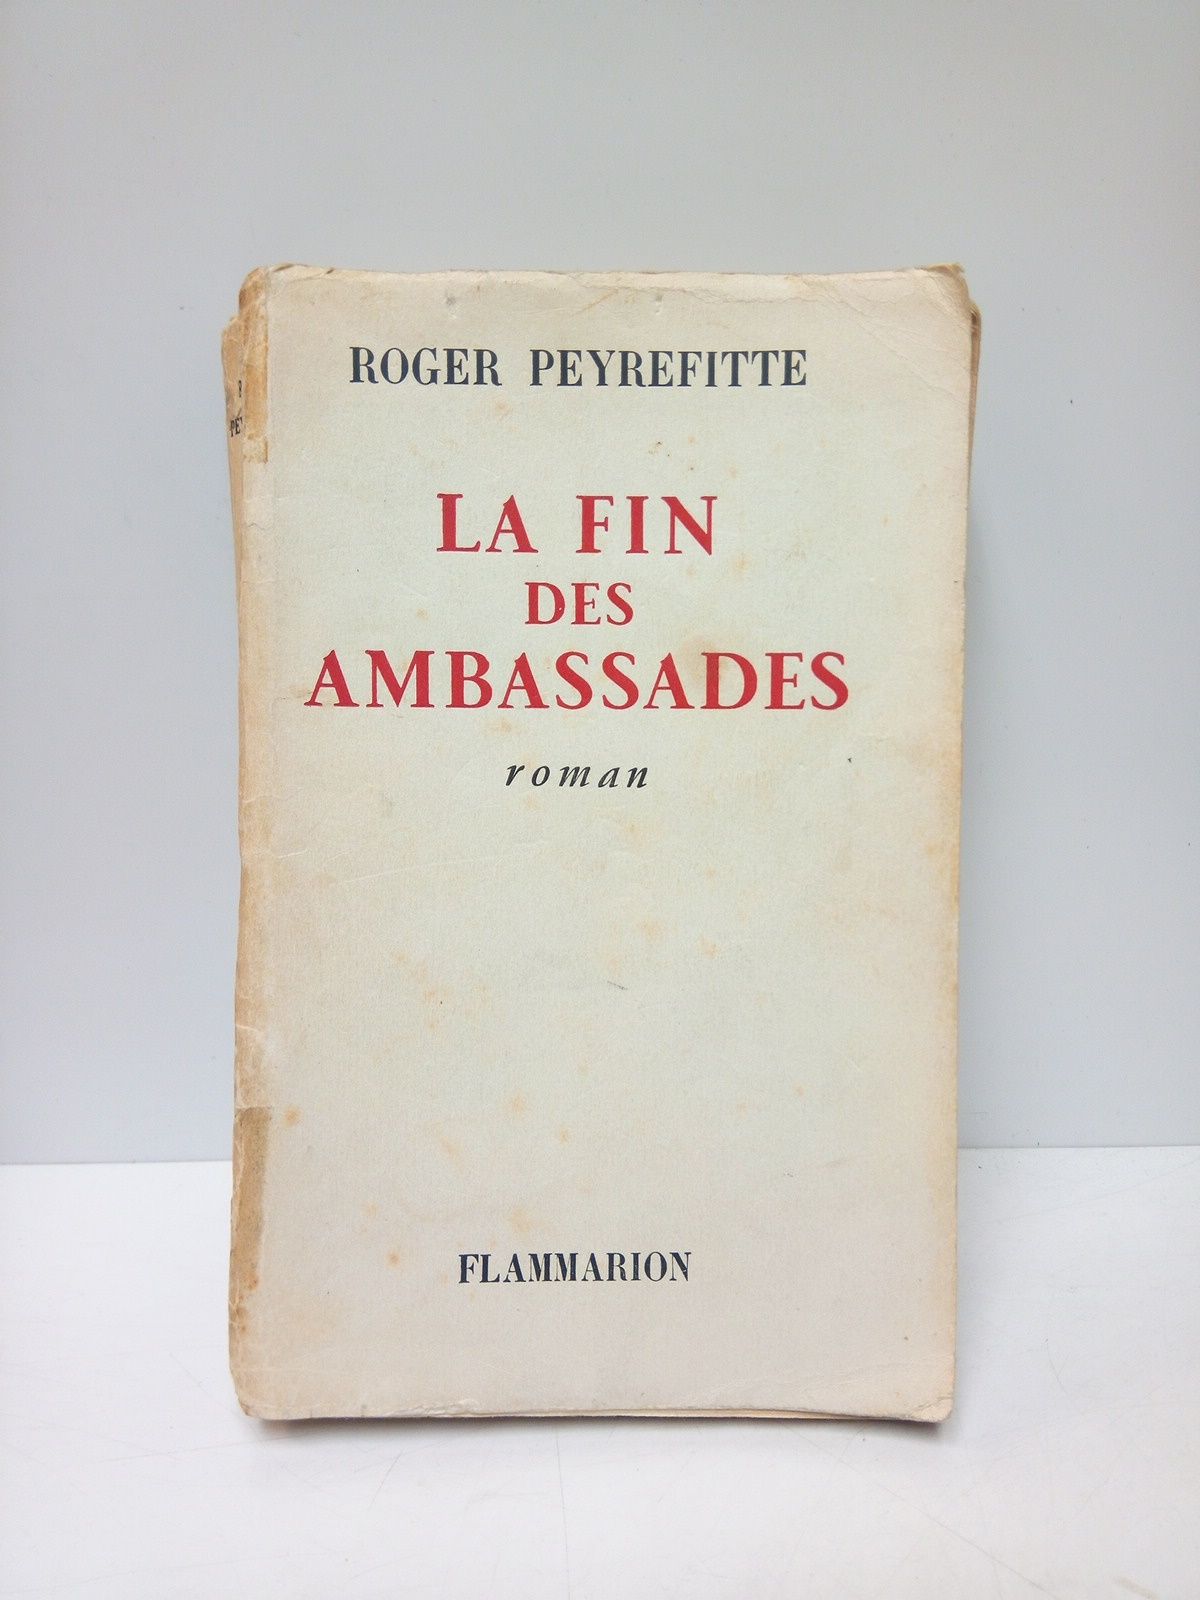 ROGER PEYREFITTE
LA FIN
DES
AMBASSADES
roman
FLAMMARION